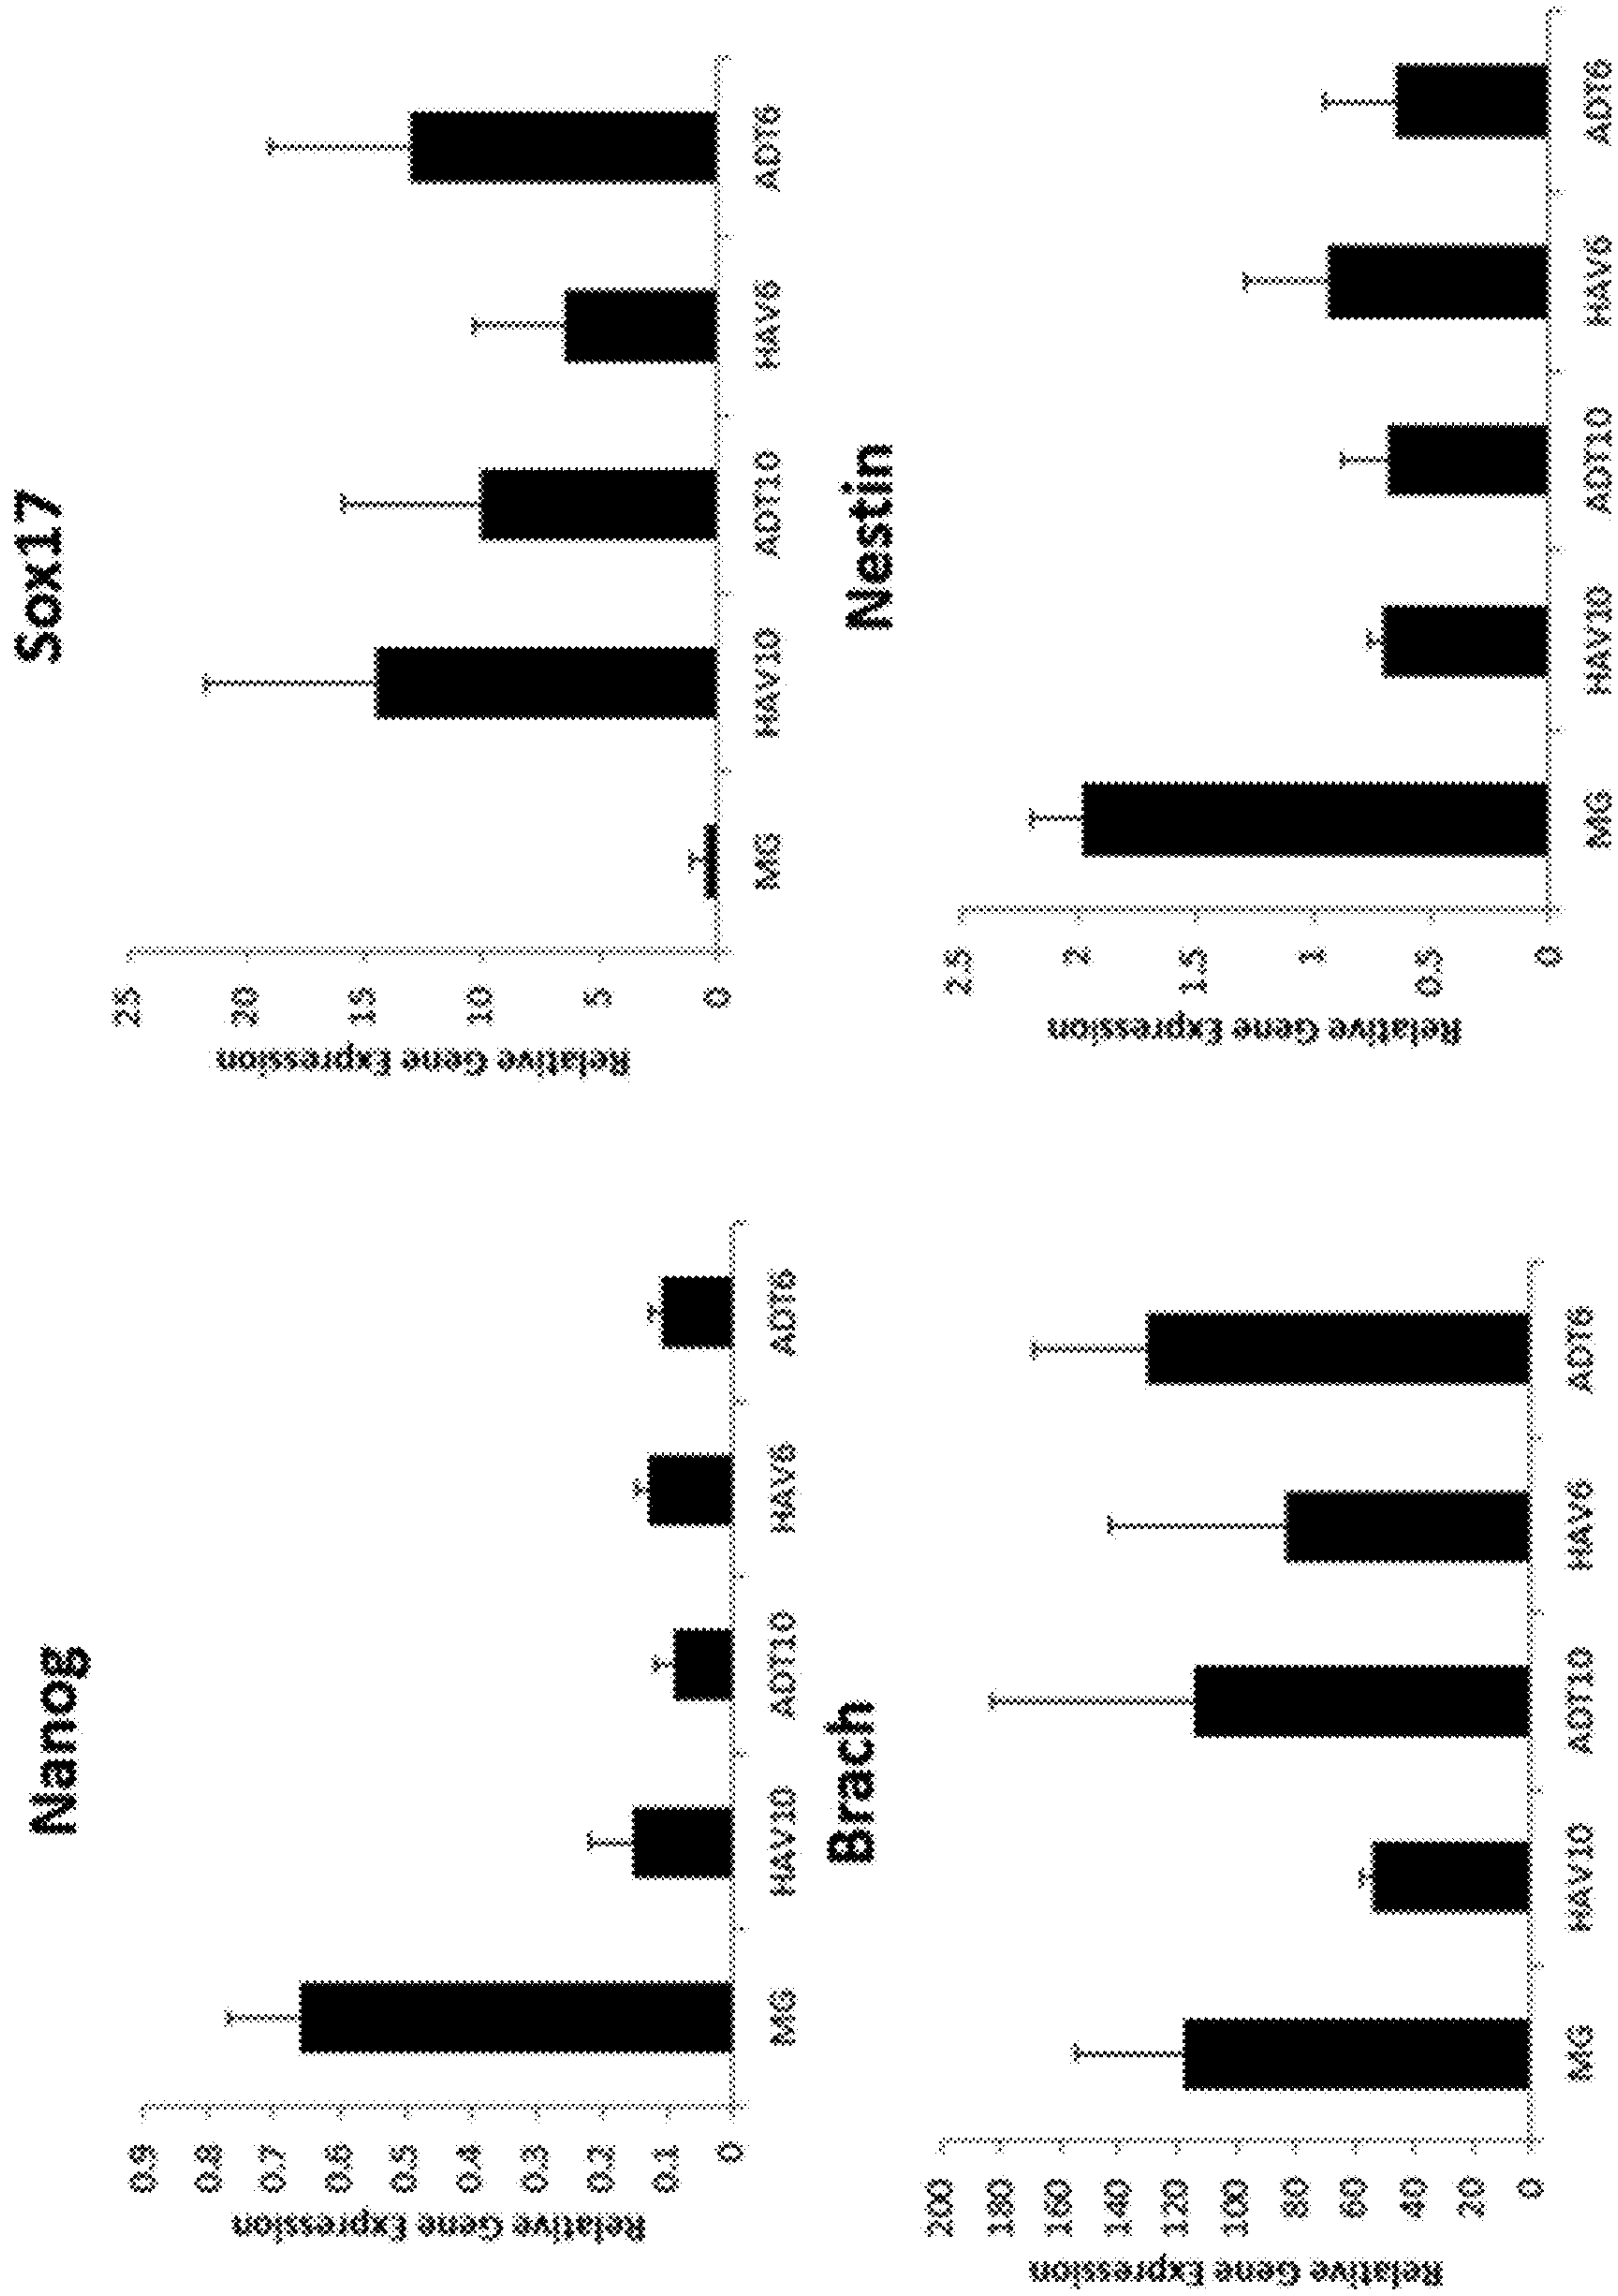 Nanog
Relative Gene Expression
0.9
0.8
0.7
0.6
0.5
0.4
0.3
0.2
0.1
0
MG HAV10 ADT10 HAV6 ADT6
Sox17
Relative Gene Expression
25
20
15
10
5
0
MG HAV10 ADT10 HAV6 ADT6
Brach
Relative Gene Expression
200
180
160
140
120
100
80
60
40
20
0
MG HAV10 ADT10 HAV6 ADT6
Nestin
Relative Gene Expression
2.5
2
1.5
1
0.5
0
MG HAV10 ADT10 HAV6 ADT6